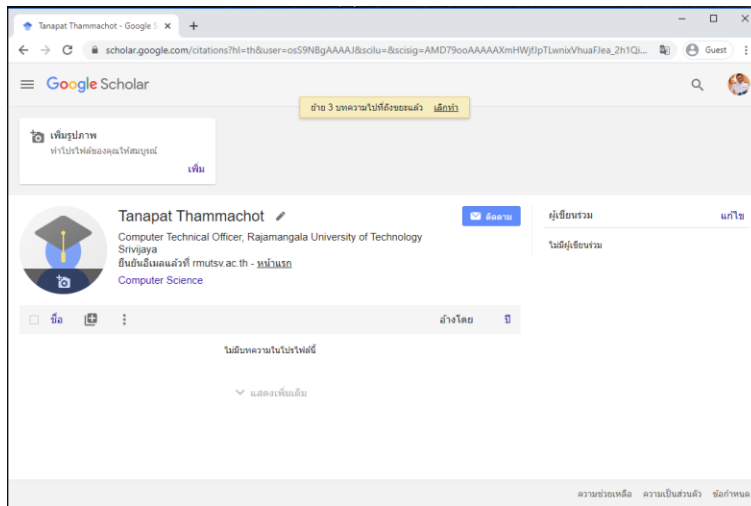 Tanapat Thammachot - Google S
scholar.google.com/citations?hl=th&user=osS9NBgAAAAJ&scilu=&scisig=AMD79ooAAAAAXmHWjfJpTLwnixVhuaFJea_2h1Qi...
Guest
Google Scholar
ย้าย 3 บทความไปที่ถังขยะแล้ว เลิกทำ
เพิ่มรูปภาพ
ทำโปรไฟล์ของคุณให้สมบูรณ์
เพิ่ม
Tanapat Thammachot
ติดตาม
Computer Technical Officer, Rajamangala University of Technology
Srivijaya
ยืนยันอีเมลแล้วที่ rmutsv.ac.th - หน้าแรก
Computer Science
ผู้เขียนร่วม แก้ไข
ไม่มีผู้เขียนร่วม
ชื่อ อ้างโดย ปี
ไม่มีบทความในโปรไฟล์นี้
แสดงเพิ่มเติม
ความช่วยเหลือ ความเป็นส่วนตัว ข้อกำหนด